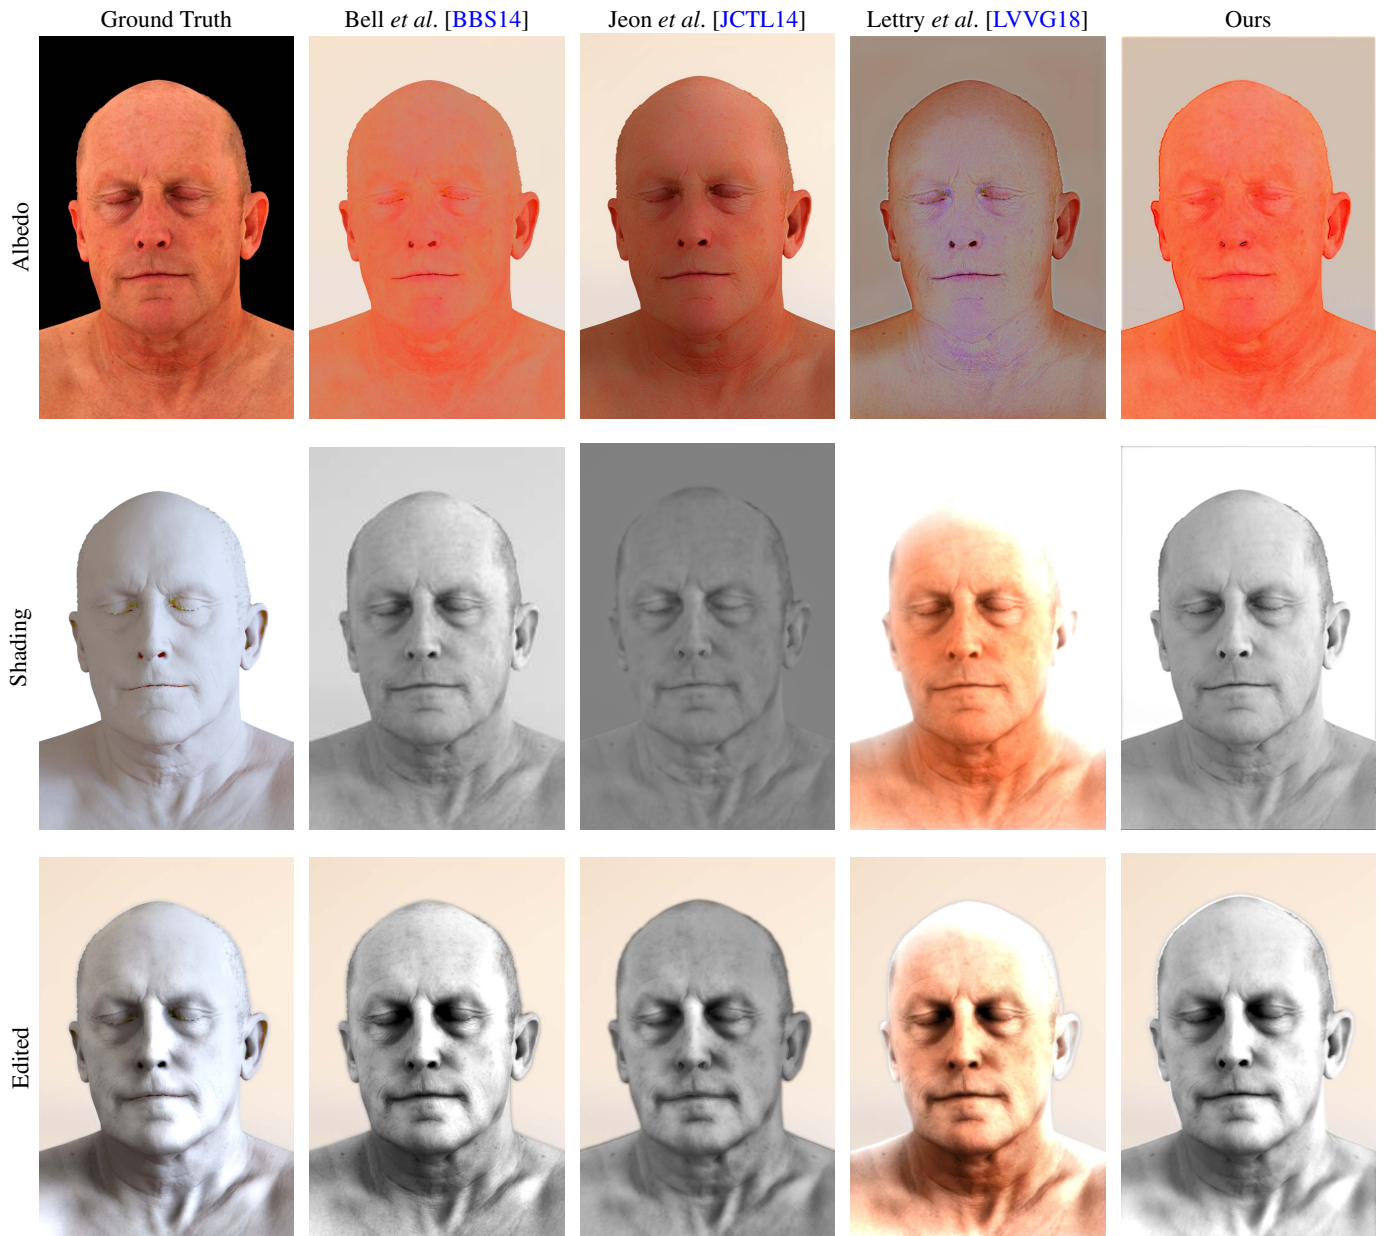 Ground Truth
Bell et al. [BBS14]
Jeon et al. [JCTL14]
Lettry et al. [LVVG18]
Ours
Albedo
Shading
Edited